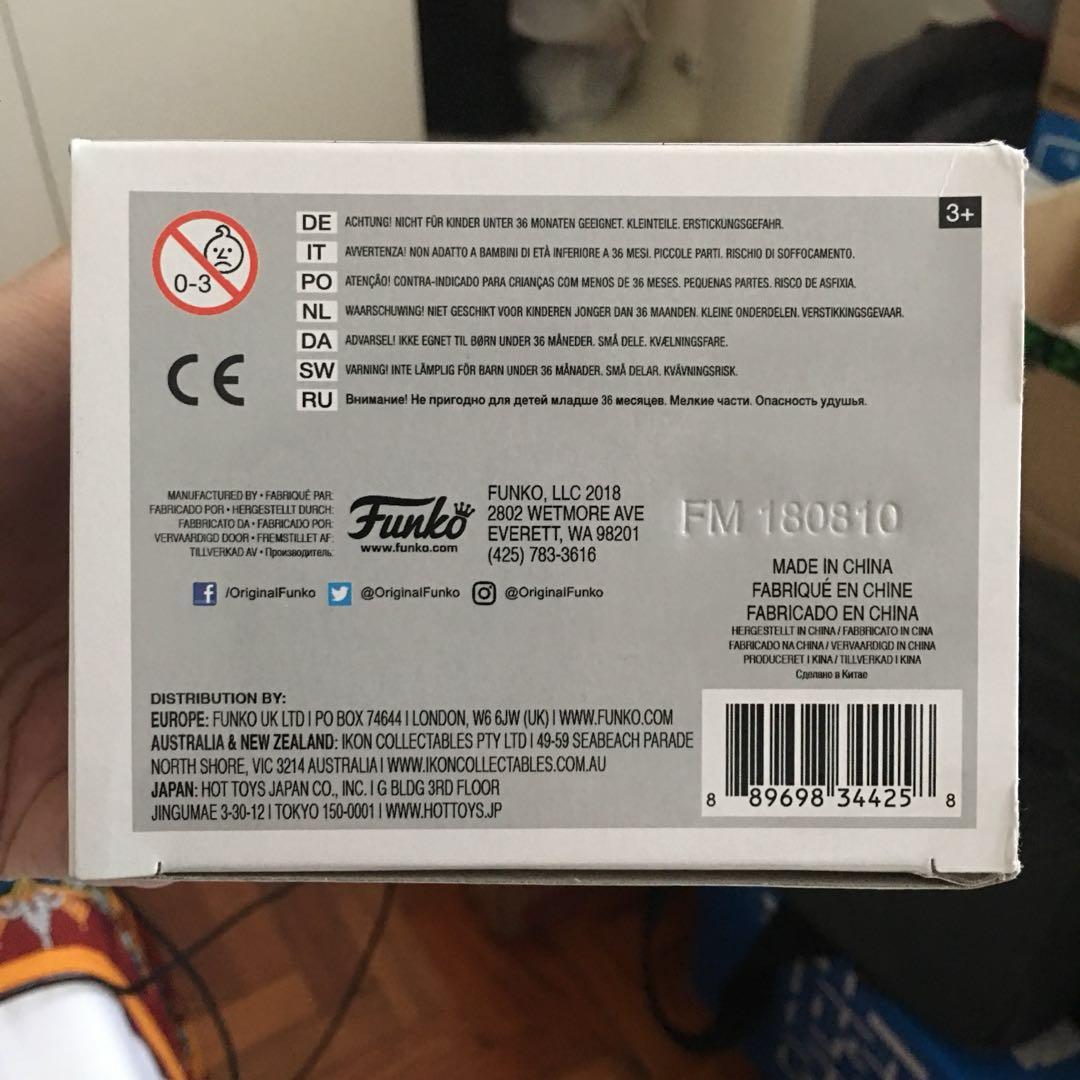 3+
0-3
DE ACHTUNG! NICHT FÜR KINDER UNTER 36 MONATEN GEEIGNET. KLEINTEILE. ERSTICKUNGSGEFAHR.
IT AVVERTENZA! NON ADATTO A BAMBINI DI ETÀ INFERIORE A 36 MESI. PICCOLE PARTI. RISCHIO DI SOFFOCAMENTO.
PO ATENÇÃO! CONTRA-INDICADO PARA CRIANÇAS COM MENOS DE 36 MESES. PEQUENAS PARTES. RISCO DE ASFIXIA.
NL WAARSCHUWING! NIET GESCHIKT VOOR KINDEREN JONGER DAN 36 MAANDEN. KLEINE ONDERDELEN. VERSTIKKINGSGEVAAR.
DA ADVARSEL! IKKE EGNET TIL BØRN UNDER 36 MÅNEDER. SMÅ DELE. KVÆLNINGSFARE.
SW VARNING! INTE LÄMPLIG FÖR BARN UNDER 36 MÅNADER. SMÅ DELAR. KVÄVNINGSRISK.
RU Внимание! Не пригодно для детей младше 36 месяцев. Мелкие части. Опасность удушья.
CE
MANUFACTURED BY • FABRIQUÉ PAR:
FABRICADO POR • HERGESTELLT DURCH:
FABBRICATO DA • FABRICADO POR:
VERVAARDIGD DOOR • FREMSTILLET AF:
TILLVERKAD AV • Производитель:
Funko
www.funko.com
FUNKO, LLC 2018
2802 WETMORE AVE
EVERETT, WA 98201
(425) 783-3616
FM 180810
/OriginalFunko @OriginalFunko @OriginalFunko
MADE IN CHINA
FABRIQUÉ EN CHINE
FABRICADO EN CHINA
HERGESTELLT IN CHINA / FABBRICATO IN CINA
FABRICADO NA CHINA / VERVAARDIGD IN CHINA
PRODUCERET I KINA / TILLVERKAD I KINA
Сделано в Китае
DISTRIBUTION BY:
EUROPE: FUNKO UK LTD | PO BOX 74644 | LONDON, W6 6JW (UK) | WWW.FUNKO.COM
AUSTRALIA & NEW ZEALAND: IKON COLLECTABLES PTY LTD | 49-59 SEABEACH PARADE
NORTH SHORE, VIC 3214 AUSTRALIA | WWW.IKONCOLLECTABLES.COM.AU
JAPAN: HOT TOYS JAPAN CO., INC. | G BLDG 3RD FLOOR
JINGUMAE 3-30-12 | TOKYO 150-0001 | WWW.HOTTOYS.JP
8 89698 34425 8